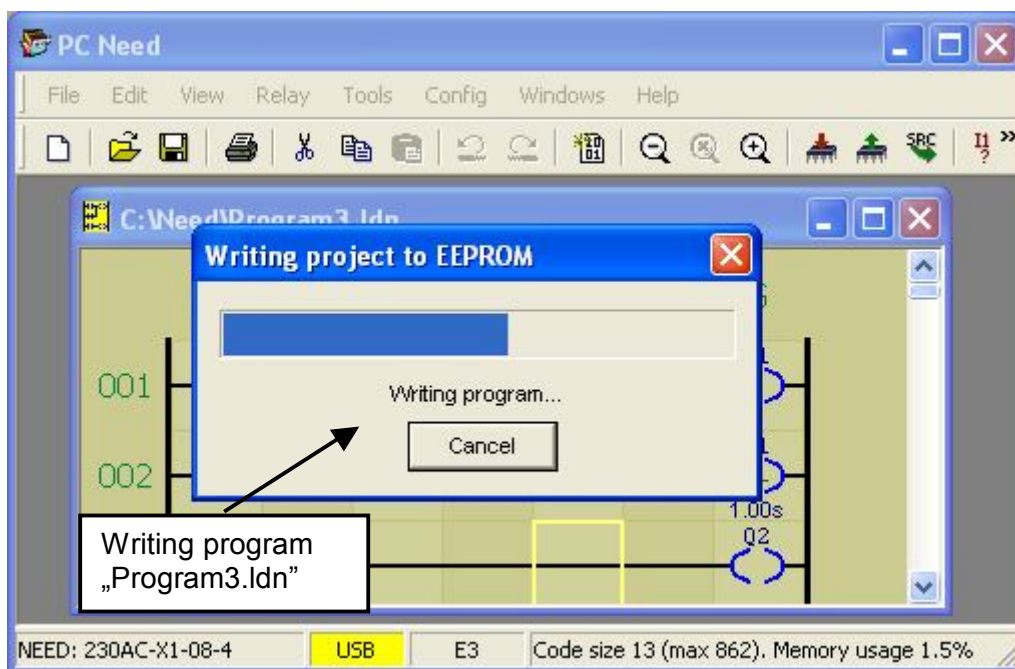 PC Need
File Edit View Relay Tools Config Windows Help
SRC I1 ? »
C:\Need\Program3.ldn
Writing project to EEPROM
001
Writing program...
Cancel
002
1.00s
Writing program
„Program3.ldn”
Q2
NEED: 230AC-X1-08-4 USB E3 Code size 13 (max 862). Memory usage 1.5%